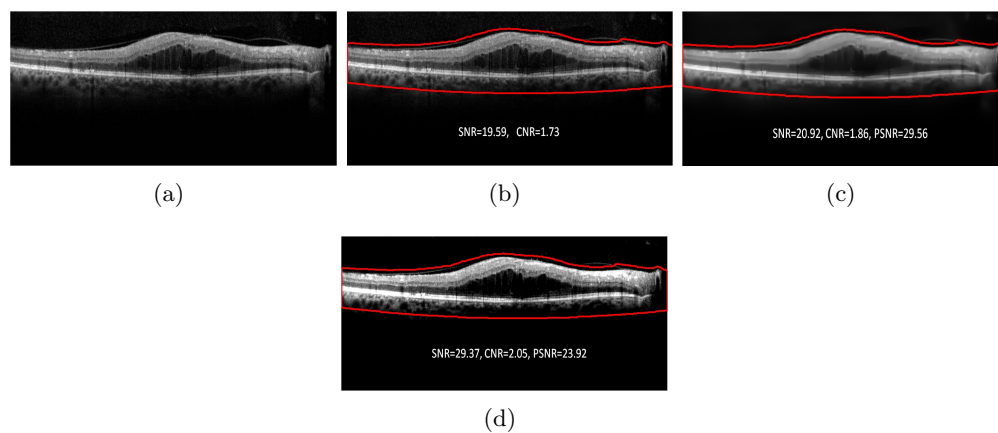 SNR=19.59, CNR=1.73
SNR=20.92, CNR=1.86, PSNR=29.56
(a)
(b)
(c)
SNR=29.37, CNR=2.05, PSNR=23.92
(d)